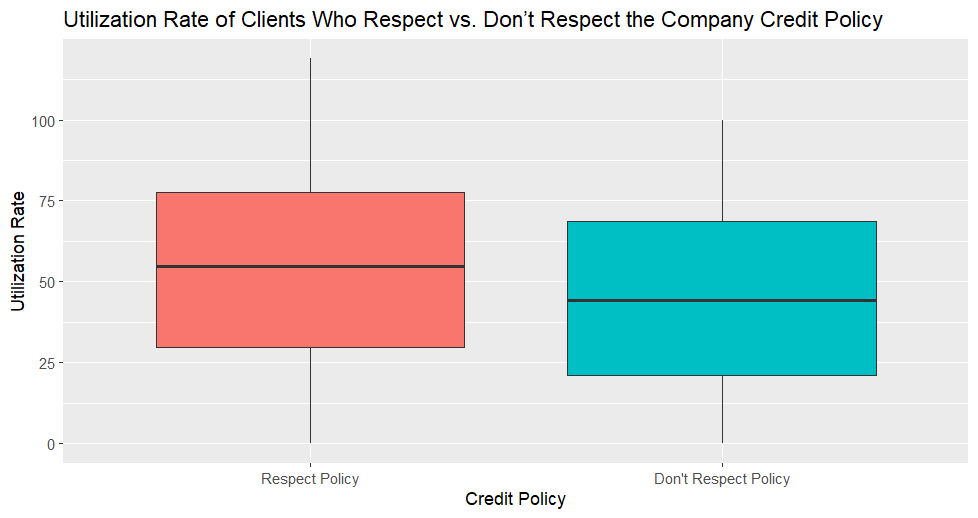 Utilization Rate of Clients Who Respect vs. Don’t Respect the Company Credit Policy
Utilization Rate
100
75
50
25
0
Respect Policy
Don't Respect Policy
Credit Policy